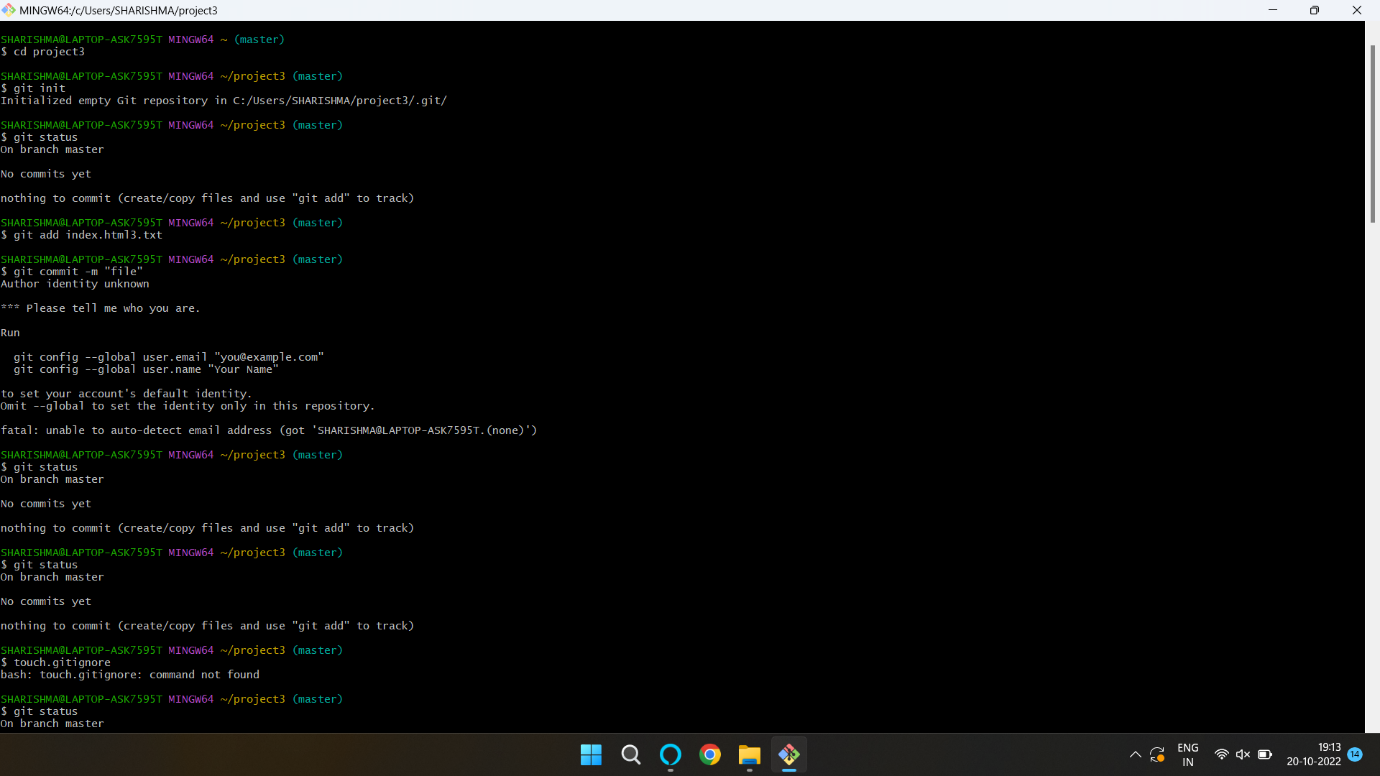 MINGW64:/c/Users/SHARISHMA/project3
SHARISHMA@LAPTOP-ASK7595T MINGW64 ~ (master)
$ cd project3
SHARISHMA@LAPTOP-ASK7595T MINGW64 ~/project3 (master)
$ git init
Initialized empty Git repository in C:/Users/SHARISHMA/project3/.git/
SHARISHMA@LAPTOP-ASK7595T MINGW64 ~/project3 (master)
$ git status
On branch master
No commits yet
nothing to commit (create/copy files and use "git add" to track)
SHARISHMA@LAPTOP-ASK7595T MINGW64 ~/project3 (master)
$ git add index.html3.txt
SHARISHMA@LAPTOP-ASK7595T MINGW64 ~/project3 (master)
$ git commit -m "file"
Author identity unknown
*** Please tell me who you are.
Run
git config --global user.email "you@example.com"
git config --global user.name "Your Name"
to set your account's default identity.
Omit --global to set the identity only in this repository.
fatal: unable to auto-detect email address (got 'SHARISHMA@LAPTOP-ASK7595T.(none)')
SHARISHMA@LAPTOP-ASK7595T MINGW64 ~/project3 (master)
$ git status
On branch master
No commits yet
nothing to commit (create/copy files and use "git add" to track)
SHARISHMA@LAPTOP-ASK7595T MINGW64 ~/project3 (master)
$ git status
On branch master
No commits yet
nothing to commit (create/copy files and use "git add" to track)
SHARISHMA@LAPTOP-ASK7595T MINGW64 ~/project3 (master)
$ touch.gitignore
bash: touch.gitignore: command not found
SHARISHMA@LAPTOP-ASK7595T MINGW64 ~/project3 (master)
$ git status
On branch master
ENG
IN
19:13
20-10-2022
14